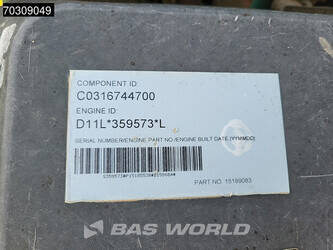 70309049
COMPONENT ID:
C0316744700
ENGINE ID:
D11L*359573*L
SERIAL NUMBER/ENGINE PART NO./ENGINE BUILT DATE (YYMMDD)
PART NO. 15189083
BAS WORLD